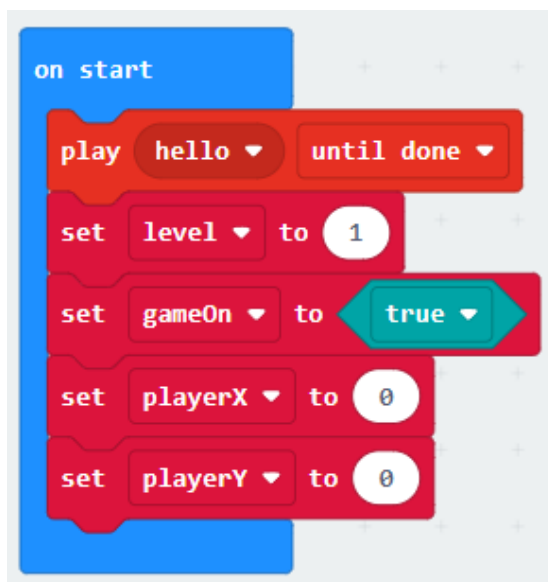 on start
play hello until done
set level to 1
set gameOn to true
set playerX to 0
set playerY to 0